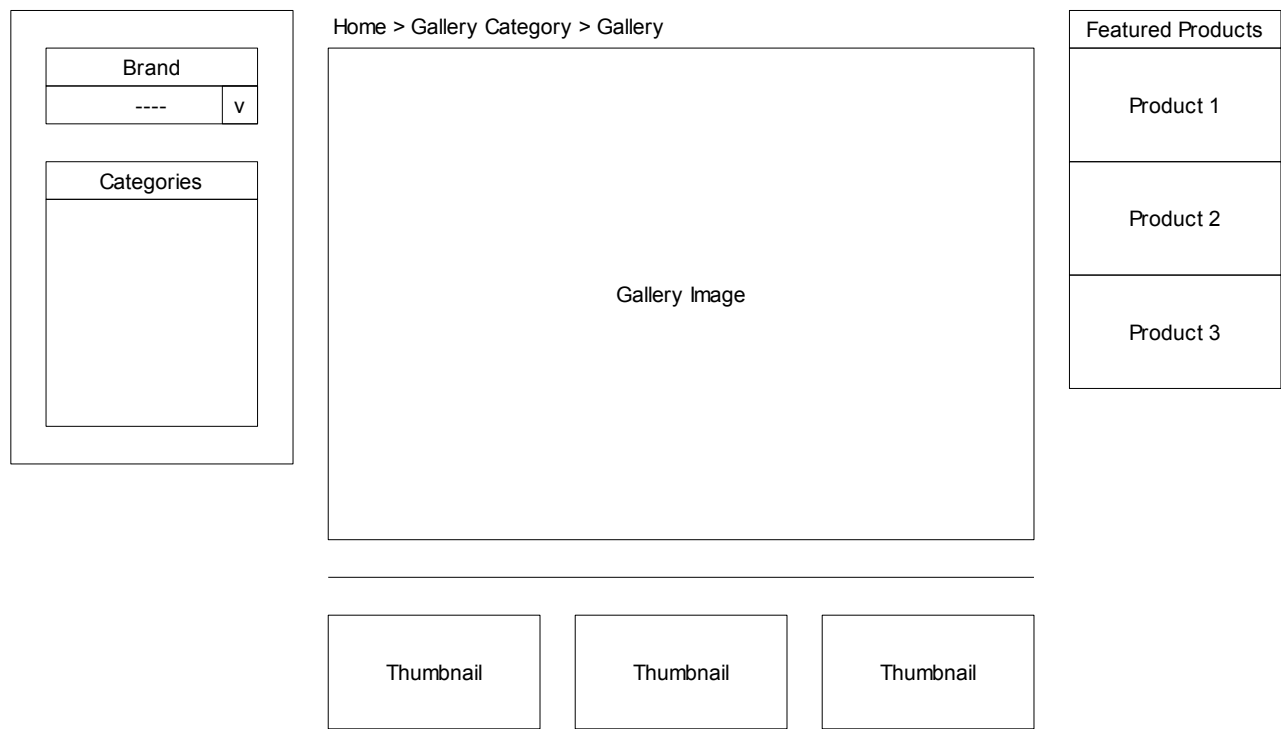 Brand
----
v
Categories
Home > Gallery Category > Gallery
Gallery Image
Thumbnail
Thumbnail
Thumbnail
Featured Products
Product 1
Product 2
Product 3